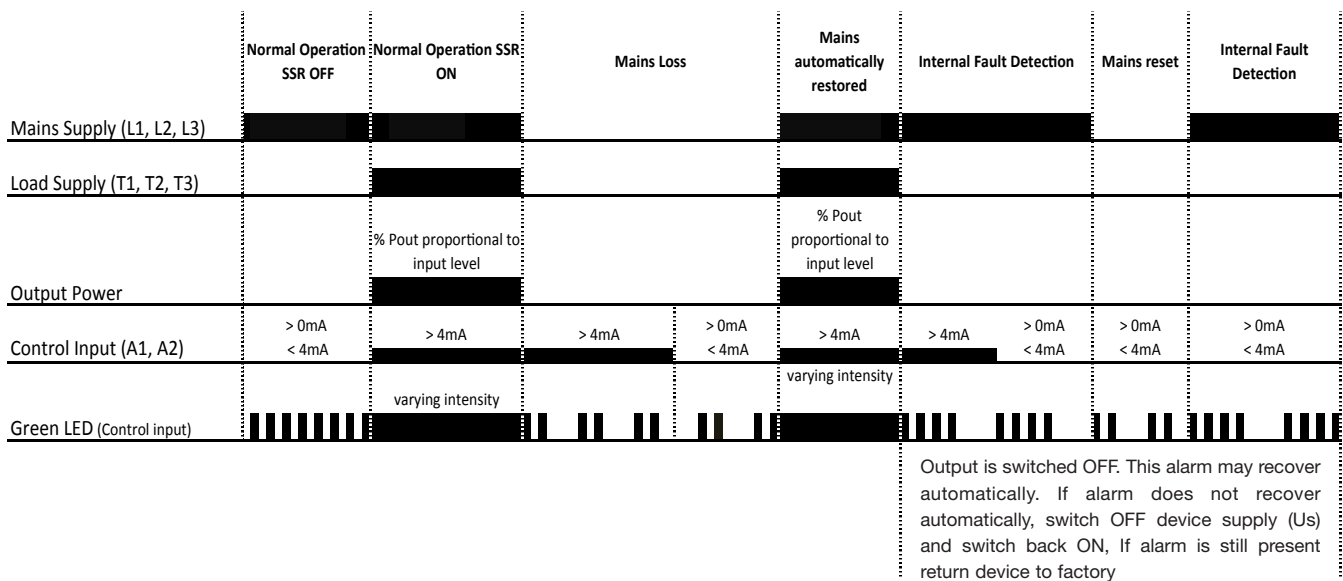 Normal Operation SSR OFF
Normal Operation SSR ON
Mains Loss
Mains automatically restored
Internal Fault Detection
Mains reset
Internal Fault Detection
Mains Supply (L1, L2, L3)
Load Supply (T1, T2, T3)
% Pout proportional to input level
% Pout proportional to input level
Output Power
Control Input (A1, A2)
> 0mA
< 4mA
> 4mA
> 4mA
> 0mA
< 4mA
> 4mA
> 4mA
> 0mA
< 4mA
> 0mA
< 4mA
> 0mA
< 4mA
varying intensity
varying intensity
Green LED (Control input)
Output is switched OFF. This alarm may recover
automatically. If alarm does not recover
automatically, switch OFF device supply (Us)
and switch back ON, If alarm is still present
return device to factory